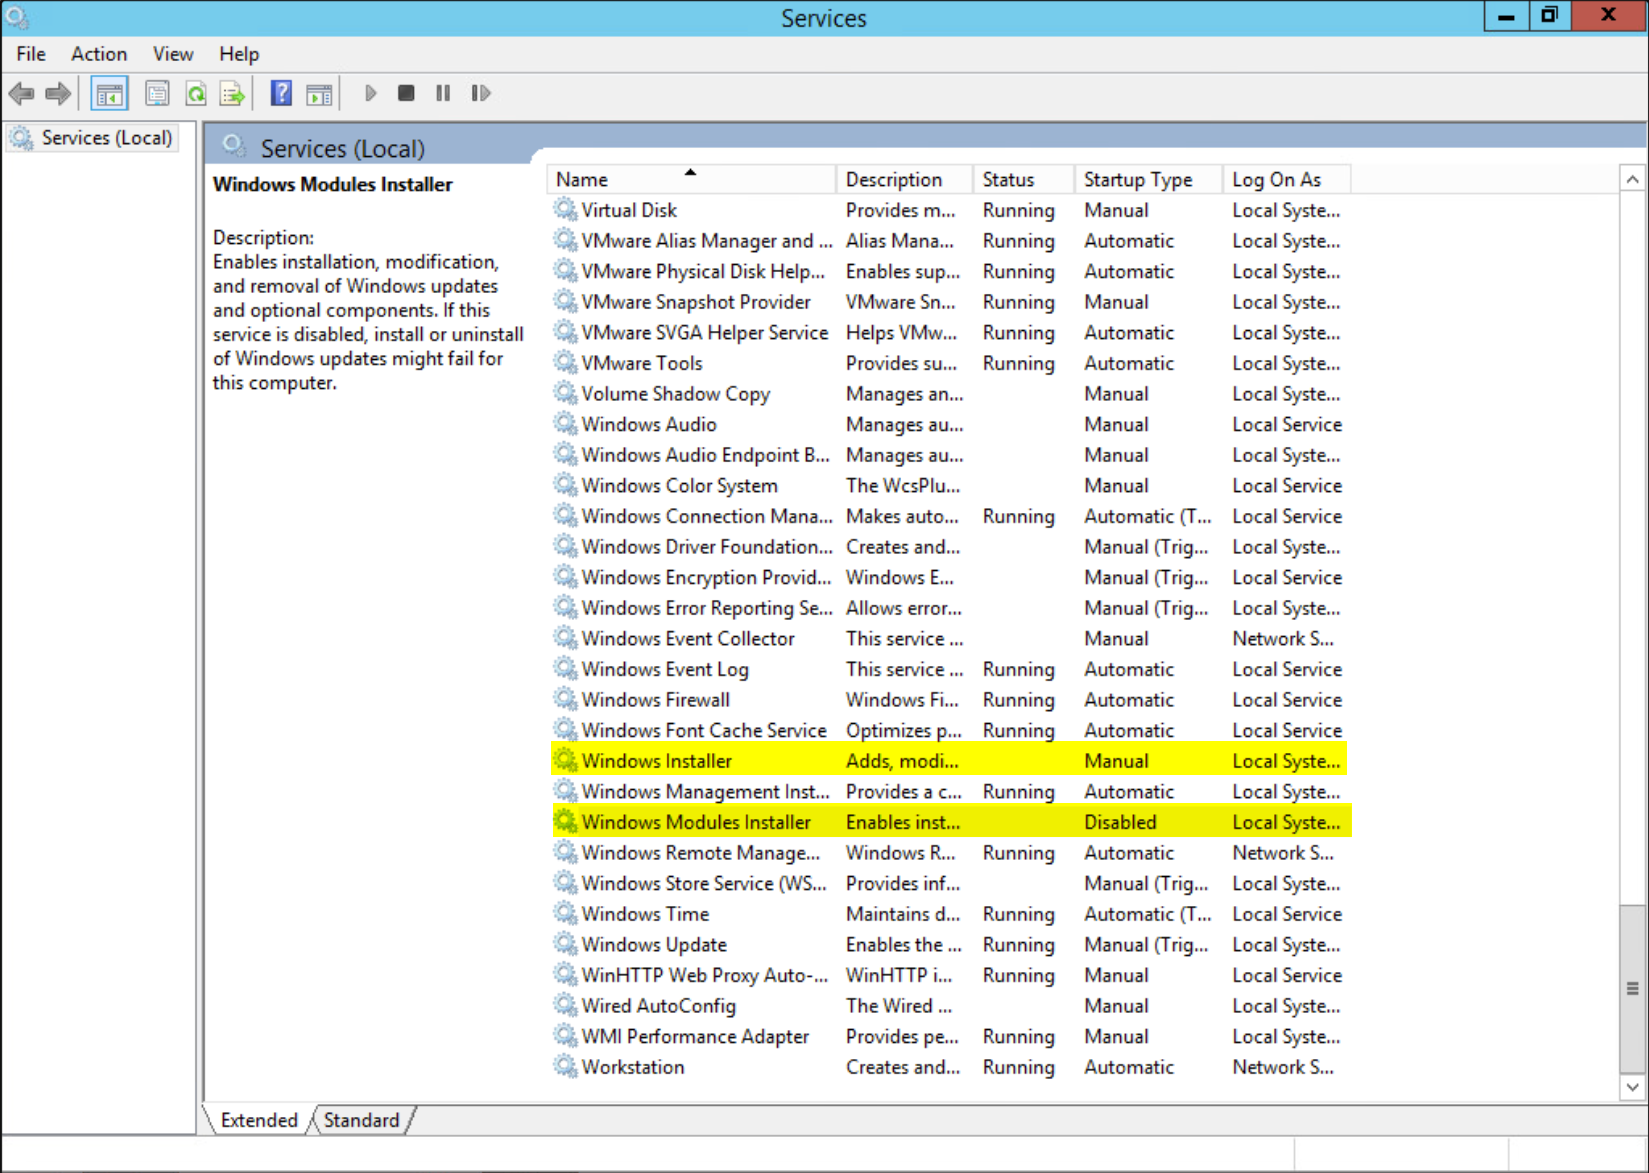 Services
File Action View Help
Services (Local)
Services (Local)
Windows Modules Installer
Description:
Enables installation, modification,
and removal of Windows updates
and optional components. If this
service is disabled, install or uninstall
of Windows updates might fail for
this computer.
Name Description Status Startup Type Log On As
Virtual Disk Provides m... Running Manual Local Syste...
VMware Alias Manager and ... Alias Mana... Running Automatic Local Syste...
VMware Physical Disk Help... Enables sup... Running Automatic Local Syste...
VMware Snapshot Provider VMware Sn... Running Manual Local Syste...
VMware SVGA Helper Service Helps VMw... Running Automatic Local Syste...
VMware Tools Provides su... Running Automatic Local Syste...
Volume Shadow Copy Manages an... Manual Local Syste...
Windows Audio Manages au... Manual Local Service
Windows Audio Endpoint B... Manages au... Manual Local Syste...
Windows Color System The WcsPlu... Manual Local Service
Windows Connection Mana... Makes auto... Running Automatic (T... Local Service
Windows Driver Foundation... Creates and... Manual (Trig... Local Syste...
Windows Encryption Provid... Windows E... Manual (Trig... Local Service
Windows Error Reporting Se... Allows error... Manual (Trig... Local Syste...
Windows Event Collector This service ... Manual Network S...
Windows Event Log This service ... Running Automatic Local Service
Windows Firewall Windows Fi... Running Automatic Local Service
Windows Font Cache Service Optimizes p... Running Automatic Local Service
Windows Installer Adds, modi... Manual Local Syste...
Windows Management Inst... Provides a c... Running Automatic Local Syste...
Windows Modules Installer Enables inst... Disabled Local Syste...
Windows Remote Manage... Windows R... Running Automatic Network S...
Windows Store Service (WS... Provides inf... Manual (Trig... Local Syste...
Windows Time Maintains d... Running Automatic (T... Local Service
Windows Update Enables the ... Running Manual (Trig... Local Syste...
WinHTTP Web Proxy Auto-... WinHTTP i... Running Manual Local Service
Wired AutoConfig The Wired ... Manual Local Syste...
WMI Performance Adapter Provides pe... Running Manual Local Syste...
Workstation Creates and... Running Automatic Network S...
Extended Standard